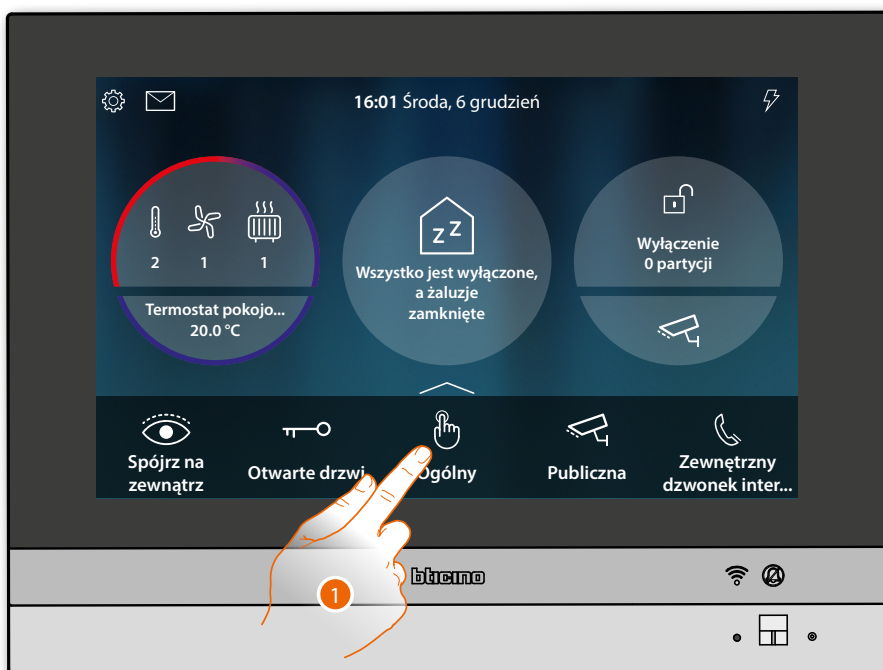 16:01 Środa, 6 grudzień
2 1 1
Termostat pokojo...
20.0 °C
Wszystko jest wyłączone,
a żaluzje
zamknięte
Wyłączenie
0 partycji
Spójrz na
zewnątrz
Otwarte drzwi
Ogólny
Publiczna
Zewnętrzny
dzwonek inter...
bticino
1